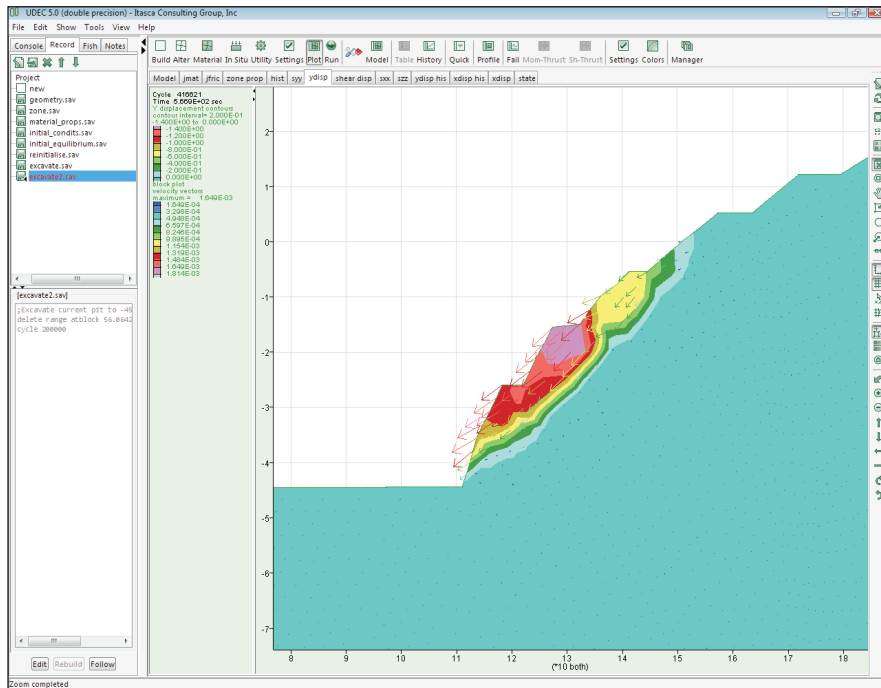 UDEC 5.0 (double precision) - Itasca Consulting Group, Inc
File Edit Show Tools View Help
Console Record Fish Notes
Build Alter Material In Situ Utility Settings Plot Run Model Table History Quick Profile Fail Mom-Thrust Sh-Thrust Settings Colors Manager
Project
new
geometry.sav
zone.sav
material_props.sav
initial_condits.sav
initial_equilibrium.sav
reinitialise.sav
excavate.sav
excavate2.sav
[excavate2.sav]
;Excavate current pit to -45
delete range atblock 56.0642
cycle 200000
Edit Rebuild Follow
Zoom completed
Model jmat jfric zone prop hist syy ydisp shear disp sxx szz ydisp his xdisp his xdisp state
Cycle 416621
Time 5.669E+02 sec
Y displacement contours
contour interval= 2.000E-01
-1.400E+00 to 0.000E+00
-1.400E+00
-1.200E+00
-1.000E+00
-8.000E-01
-6.000E-01
-4.000E-01
-2.000E-01
0.000E+00
block plot
velocity vectors
maximum = 1.649E-03
1.649E-04
3.298E-04
4.948E-04
6.597E-04
8.246E-04
9.895E-04
1.154E-03
1.319E-03
1.484E-03
1.649E-03
1.814E-03
2
1
0
-1
-2
-3
-4
-5
-6
-7
8 9 10 11 12 13 14 15 16 17 18
(*10 both)